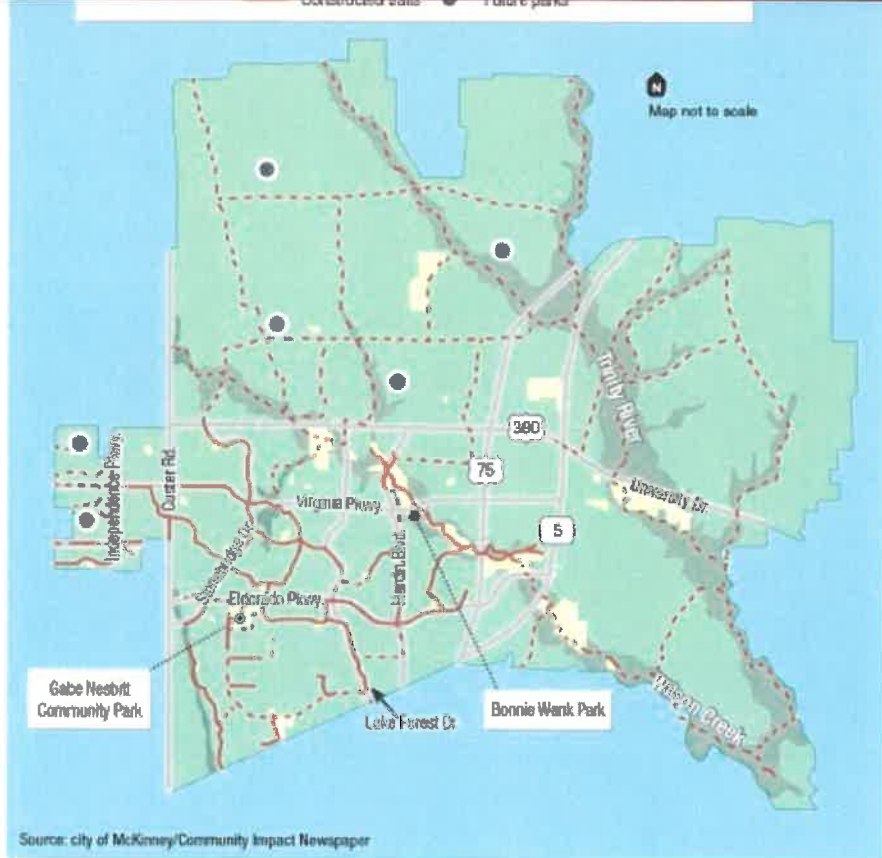 Constructed trails Future parks
N
Map not to scale
Trinity River
380
75
Independence Pkwy.
Custer Rd.
Virginia Pkwy.
University Dr.
5
Stonebridge Dr.
Hardin Blvd.
Eldorado Pkwy.
Gabe Nesbitt
Community Park
Lake Forest Dr
Bonnie Wenk Park
Wilson Creek
Source: city of McKinney/Community Impact Newspaper